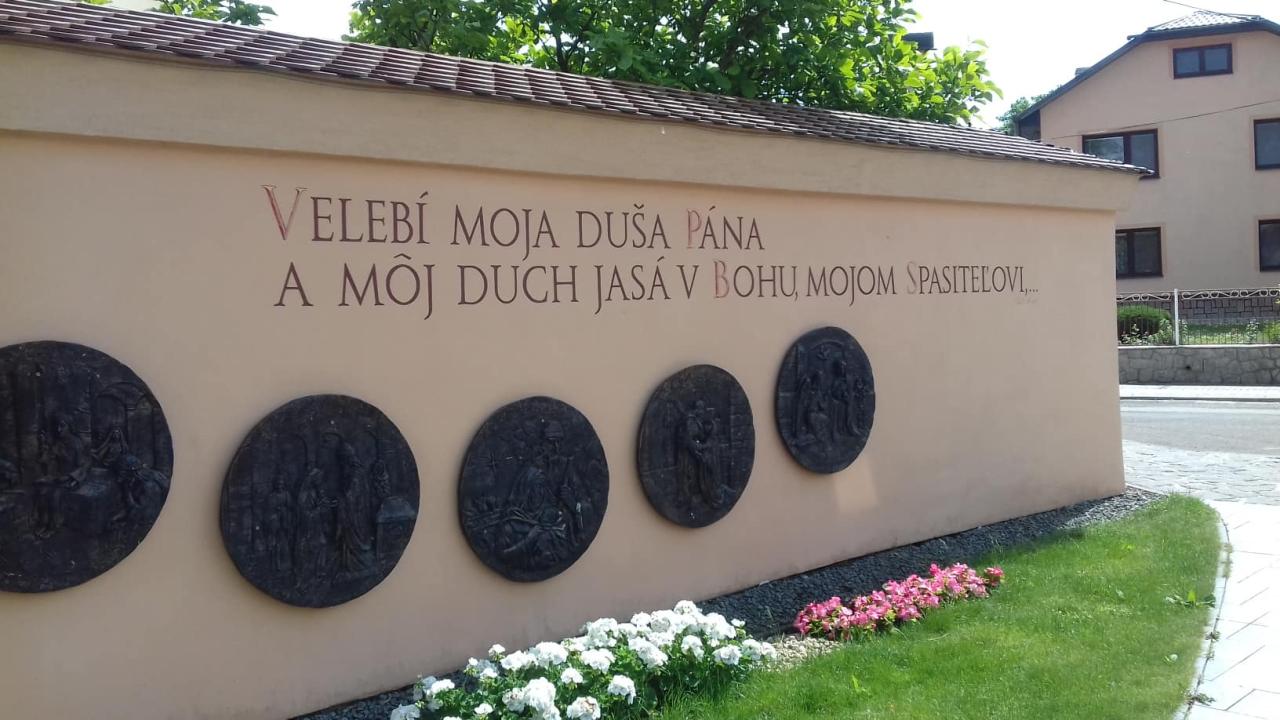 VELEBÍ MOJA DUŠA PÁNA
A MÔJ DUCH JASÁ V BOHU, MOJOM SPASITEĽOVI,...